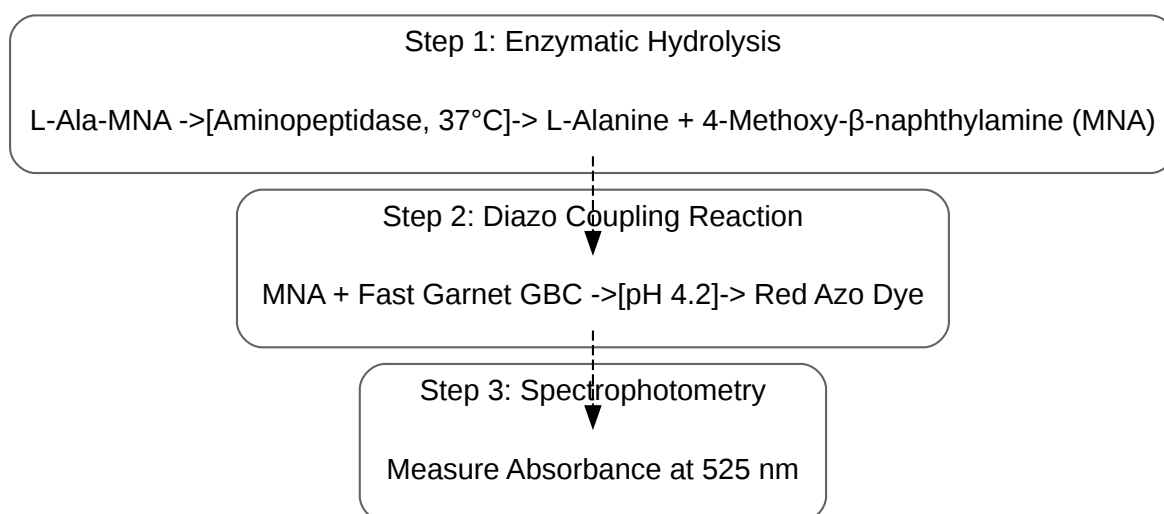 Step 1: Enzymatic Hydrolysis
L-Ala-MNA ->[Aminopeptidase, 37°C]-> L-Alanine + 4-Methoxy-β-naphthylamine (MNA)
Step 2: Diazo Coupling Reaction
MNA + Fast Garnet GBC ->[pH 4.2]-> Red Azo Dye
Step 3: Spectrophotometry
Measure Absorbance at 525 nm